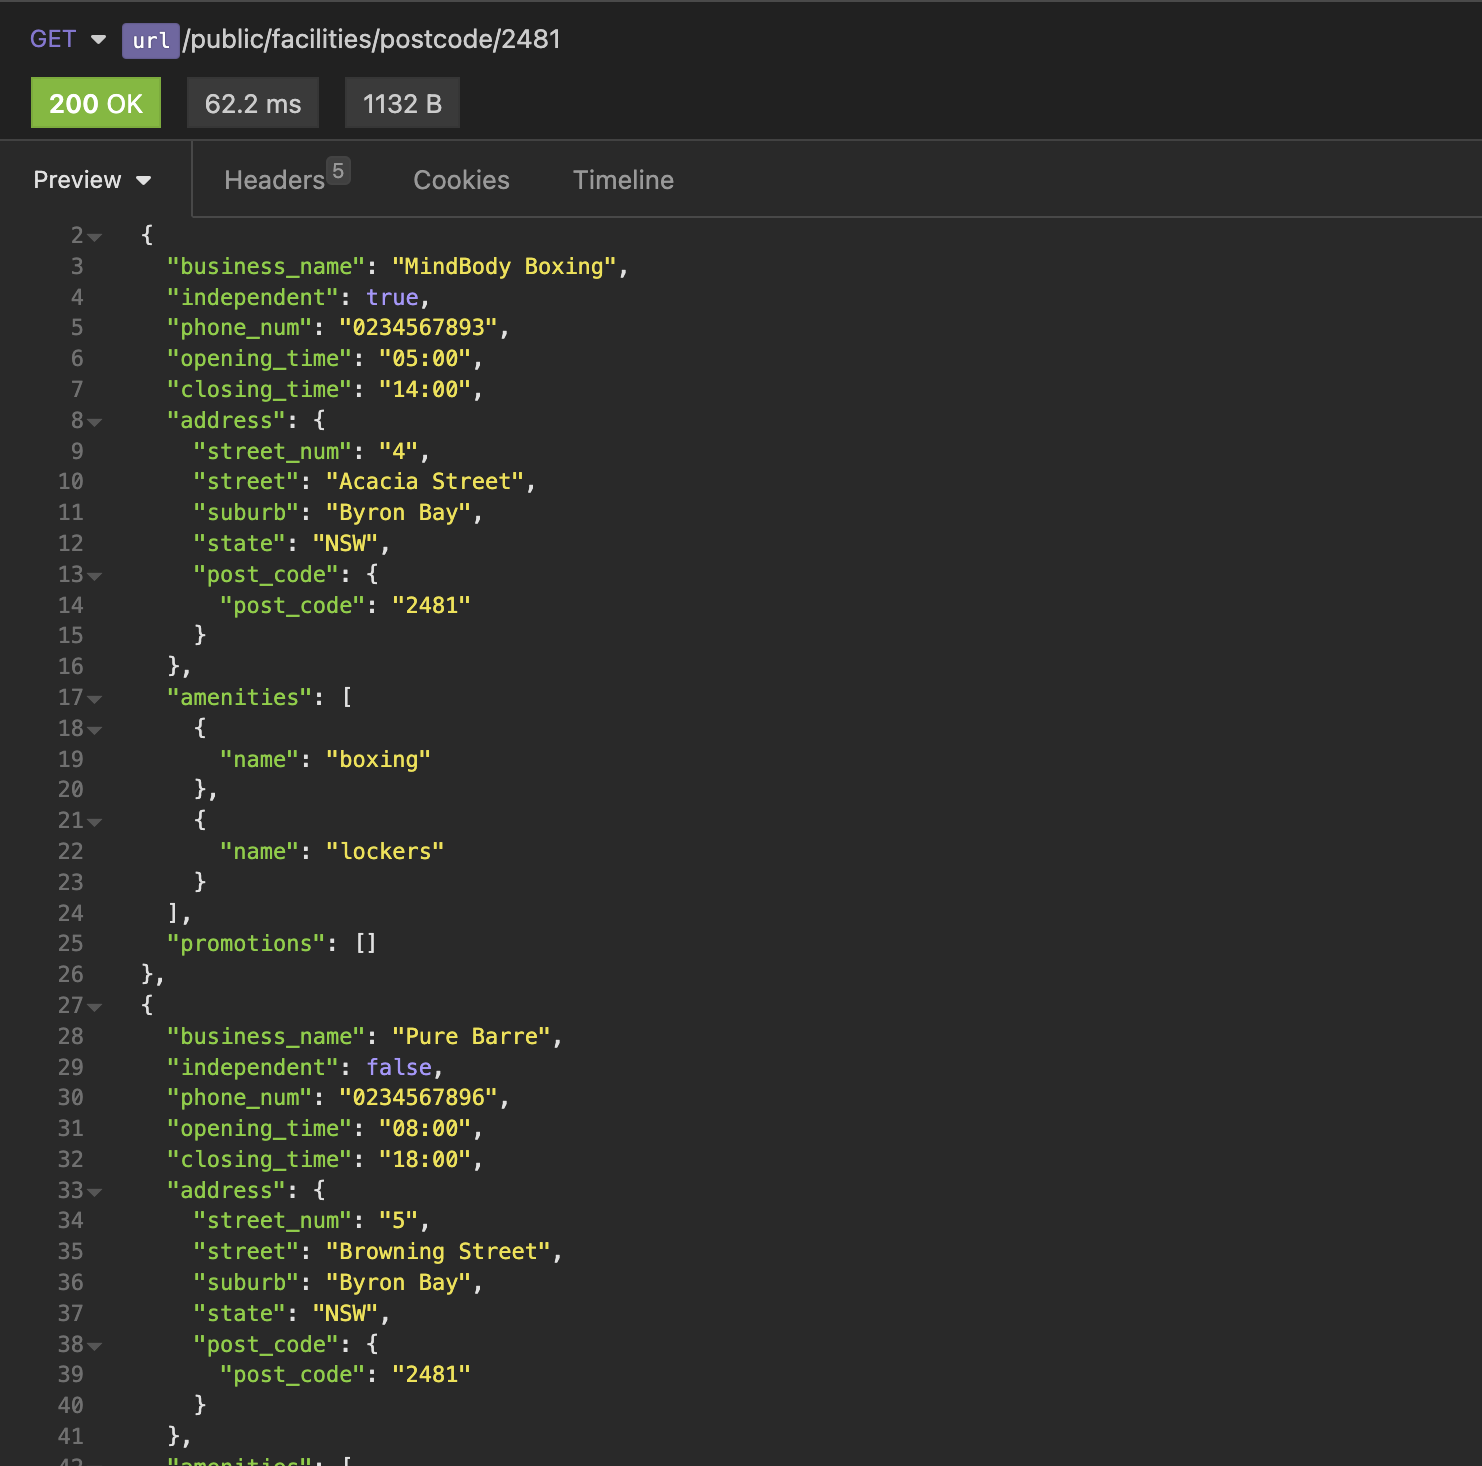 GET url/public/facilities/postcode/2481
200 OK 62.2 ms 1132 B
Preview Headers 5 Cookies Timeline
2 {
3 "business_name": "MindBody Boxing",
4 "independent": true,
5 "phone_num": "0234567893",
6 "opening_time": "05:00",
7 "closing_time": "14:00",
8 "address": {
9 "street_num": "4",
10 "street": "Acacia Street",
11 "suburb": "Byron Bay",
12 "state": "NSW",
13 "post_code": {
14 "post_code": "2481"
15 }
16 },
17 "amenities": [
18 {
19 "name": "boxing"
20 },
21 {
22 "name": "lockers"
23 }
24 ],
25 "promotions": []
26 },
27 {
28 "business_name": "Pure Barre",
29 "independent": false,
30 "phone_num": "0234567896",
31 "opening_time": "08:00",
32 "closing_time": "18:00",
33 "address": {
34 "street_num": "5",
35 "street": "Browning Street",
36 "suburb": "Byron Bay",
37 "state": "NSW",
38 "post_code": {
39 "post_code": "2481"
40 }
41 },
42 "amenities": [